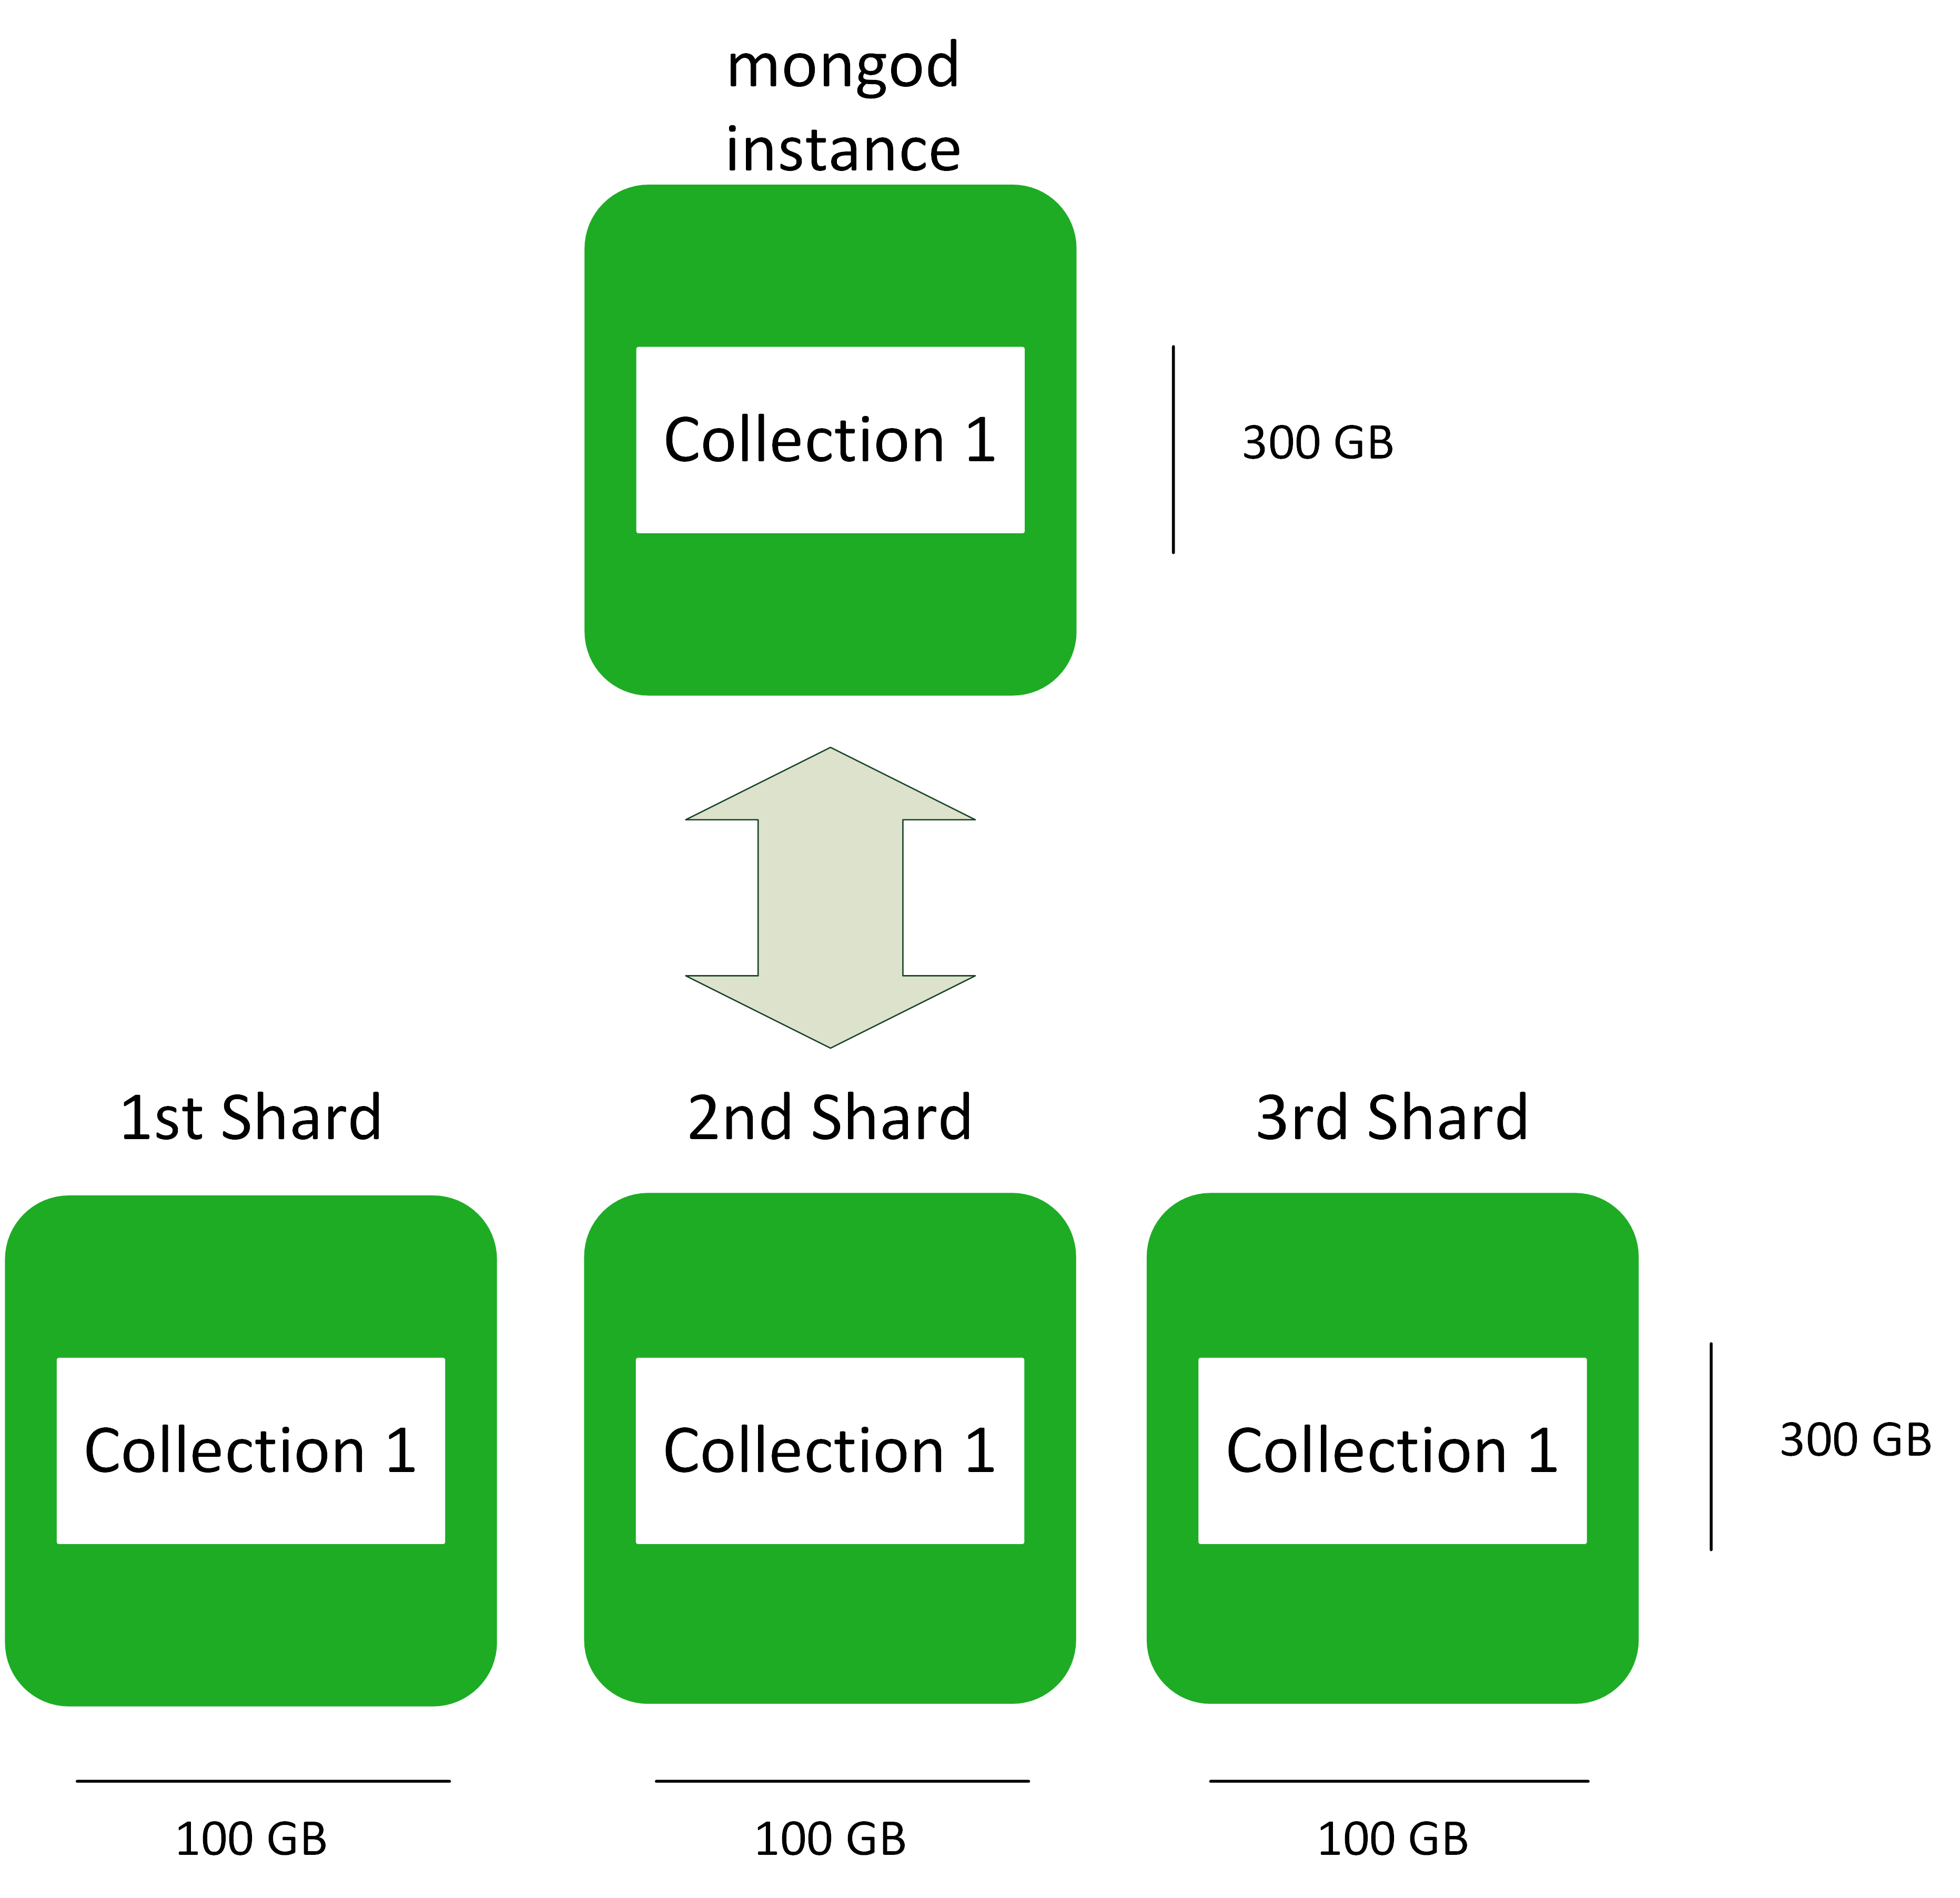 mongod
instance
Collection 1
300 GB
1st Shard
2nd Shard
3rd Shard
Collection 1
Collection 1
Collection 1
300 GB
100 GB
100 GB
100 GB